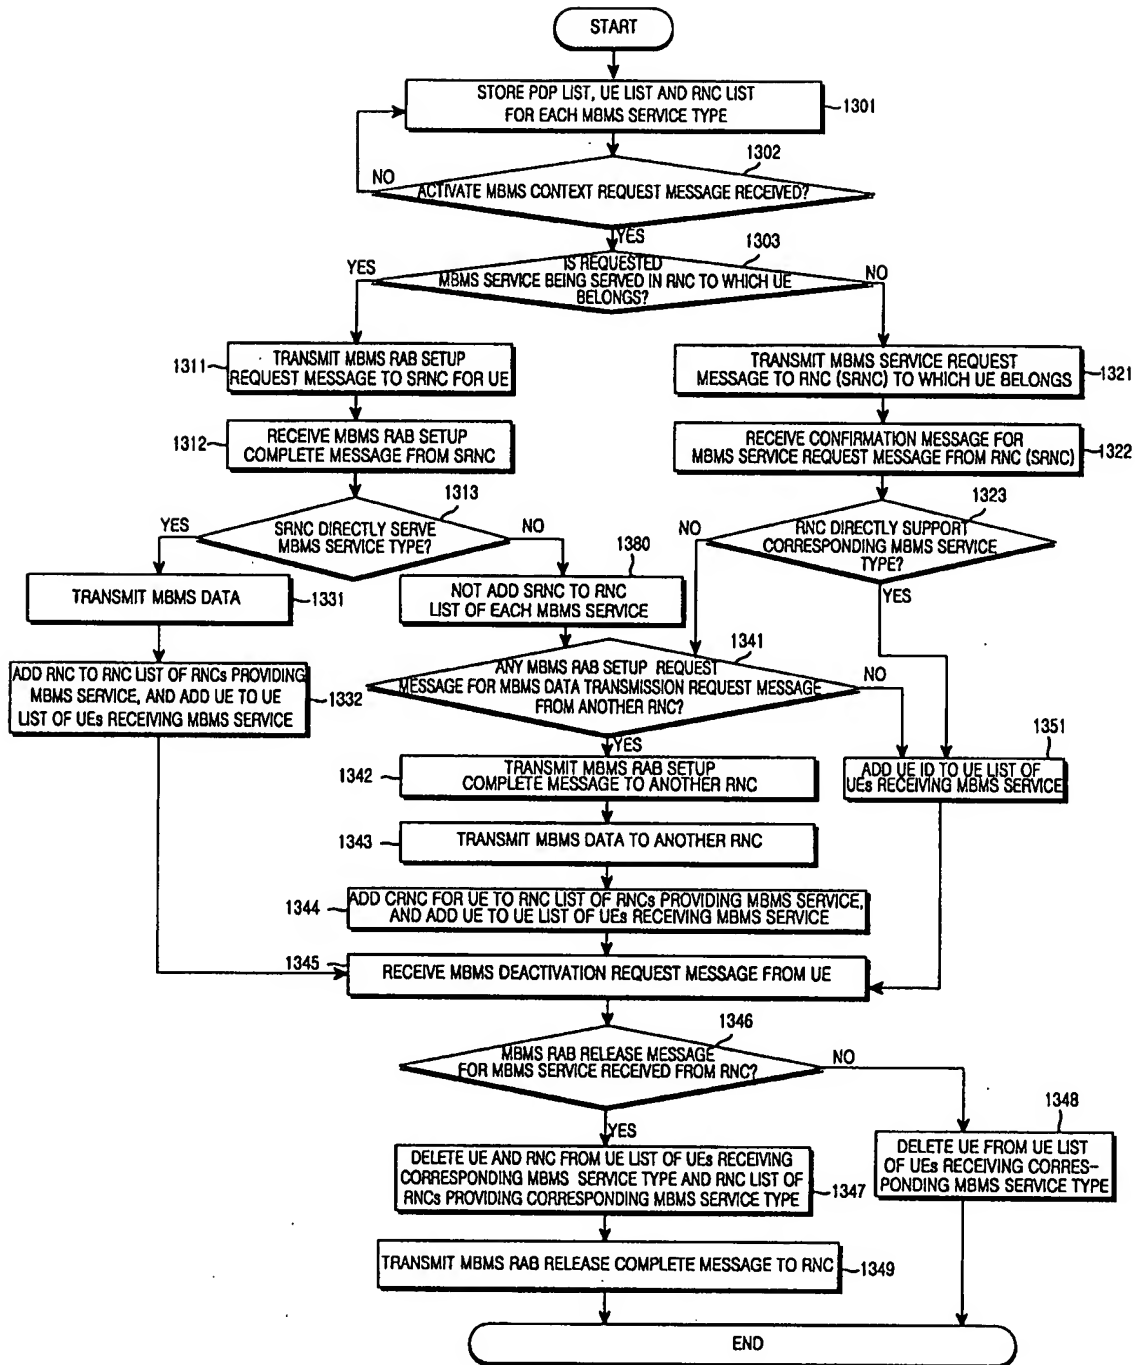 START
STORE PDP LIST, UE LIST AND RNC LIST
FOR EACH MBMS SERVICE TYPE
1301
1302
NO
ACTIVATE MBMS CONTEXT REQUEST MESSAGE RECEIVED?
YES
1303
YES
IS REQUESTED
MBMS SERVICE BEING SERVED IN RNC TO WHICH UE
BELONGS?
NO
1311
TRANSMIT MBMS RAB SETUP
REQUEST MESSAGE TO SRNC FOR UE
TRANSMIT MBMS SERVICE REQUEST
MESSAGE TO RNC (SRNC) TO WHICH UE BELONGS
1321
1312
RECEIVE MBMS RAB SETUP
COMPLETE MESSAGE FROM SRNC
RECEIVE CONFIRMATION MESSAGE FOR
MBMS SERVICE REQUEST MESSAGE FROM RNC (SRNC)
1322
1313
YES
SRNC DIRECTLY SERVE
MBMS SERVICE TYPE?
NO
1323
NO
RNC DIRECTLY SUPPORT
CORRESPONDING MBMS SERVICE
TYPE?
YES
TRANSMIT MBMS DATA
1331
1380
NOT ADD SRNC TO RNC
LIST OF EACH MBMS SERVICE
ADD RNC TO RNC LIST OF RNCs PROVIDING
MBMS SERVICE, AND ADD UE TO UE
LIST OF UEs RECEIVING MBMS SERVICE
1332
1341
ANY MBMS RAB SETUP REQUEST
MESSAGE FOR MBMS DATA TRANSMISSION REQUEST MESSAGE
FROM ANOTHER RNC?
NO
YES
1351
ADD UE ID TO UE LIST OF
UEs RECEIVING MBMS SERVICE
1342
TRANSMIT MBMS RAB SETUP
COMPLETE MESSAGE TO ANOTHER RNC
1343
TRANSMIT MBMS DATA TO ANOTHER RNC
1344
ADD CRNC FOR UE TO RNC LIST OF RNCs PROVIDING MBMS SERVICE,
AND ADD UE TO UE LIST OF UEs RECEIVING MBMS SERVICE
1345
RECEIVE MBMS DEACTIVATION REQUEST MESSAGE FROM UE
1346
MBMS RAB RELEASE MESSAGE
FOR MBMS SERVICE RECEIVED FROM RNC?
NO
YES
1348
DELETE UE FROM UE LIST
OF UEs RECEIVING CORRES-
PONDING MBMS SERVICE TYPE
DELETE UE AND RNC FROM UE LIST OF UEs RECEIVING
CORRESPONDING MBMS SERVICE TYPE AND RNC LIST OF
RNCs PROVIDING CORRESPONDING MBMS SERVICE TYPE
1347
TRANSMIT MBMS RAB RELEASE COMPLETE MESSAGE TO RNC
1349
END